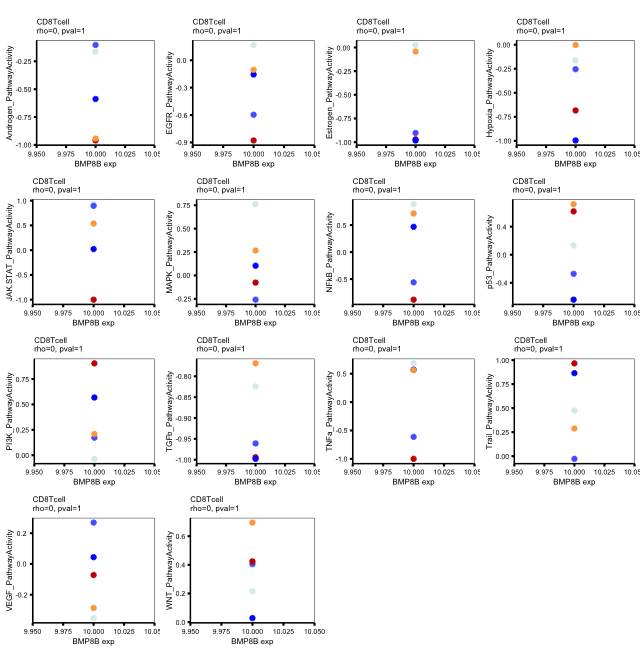 CD8Tcell
rho=0, pval=1
Androgen_PathwayActivity
-0.25
-0.50
-0.75
-1.00
9.950 9.975 10.000 10.025 10.05
BMP8B exp
CD8Tcell
rho=0, pval=1
EGFR_PathwayActivity
0.0
-0.3
-0.6
-0.9
9.950 9.975 10.000 10.025 10.05
BMP8B exp
CD8Tcell
rho=0, pval=1
Estrogen_PathwayActivity
0.00
-0.25
-0.50
-0.75
-1.00
9.950 9.975 10.000 10.025 10.05
BMP8B exp
CD8Tcell
rho=0, pval=1
Hypoxia_PathwayActivity
0.00
-0.25
-0.50
-0.75
-1.00
9.950 9.975 10.000 10.025 10.05
BMP8B exp
CD8Tcell
rho=0, pval=1
JAK.STAT_PathwayActivity
1.0
0.5
0.0
-0.5
-1.0
9.950 9.975 10.000 10.025 10.05
BMP8B exp
CD8Tcell
rho=0, pval=1
MAPK_PathwayActivity
0.75
0.50
0.25
0.00
-0.25
9.950 9.975 10.000 10.025 10.05
BMP8B exp
CD8Tcell
rho=0, pval=1
NFkB_PathwayActivity
0.5
0.0
-0.5
9.950 9.975 10.000 10.025 10.05
BMP8B exp
CD8Tcell
rho=0, pval=1
p53_PathwayActivity
0.4
0.0
-0.4
9.950 9.975 10.000 10.025 10.05
BMP8B exp
CD8Tcell
rho=0, pval=1
PI3K_PathwayActivity
0.75
0.50
0.25
0.00
9.950 9.975 10.000 10.025 10.05
BMP8B exp
CD8Tcell
rho=0, pval=1
TGFb_PathwayActivity
-0.80
-0.85
-0.90
-0.95
-1.00
9.950 9.975 10.000 10.025 10.05
BMP8B exp
CD8Tcell
rho=0, pval=1
TNFa_PathwayActivity
0.5
0.0
-0.5
-1.0
9.950 9.975 10.000 10.025 10.05
BMP8B exp
CD8Tcell
rho=0, pval=1
Trail_PathwayActivity
1.00
0.75
0.50
0.25
0.00
9.950 9.975 10.000 10.025 10.05
BMP8B exp
CD8Tcell
rho=0, pval=1
VEGF_PathwayActivity
0.2
0.0
-0.2
9.950 9.975 10.000 10.025 10.050
BMP8B exp
CD8Tcell
rho=0, pval=1
WNT_PathwayActivity
0.6
0.4
0.2
0.0
9.950 9.975 10.000 10.025 10.050
BMP8B exp